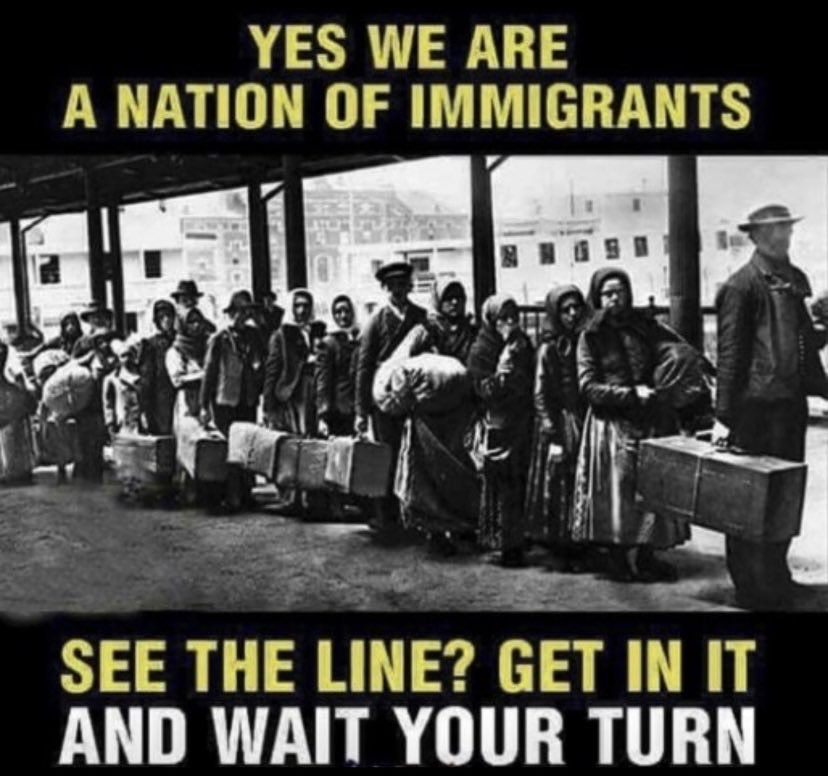 YES WE ARE
A NATION OF IMMIGRANTS
SEE THE LINE? GET IN IT
AND WAIT YOUR TURN